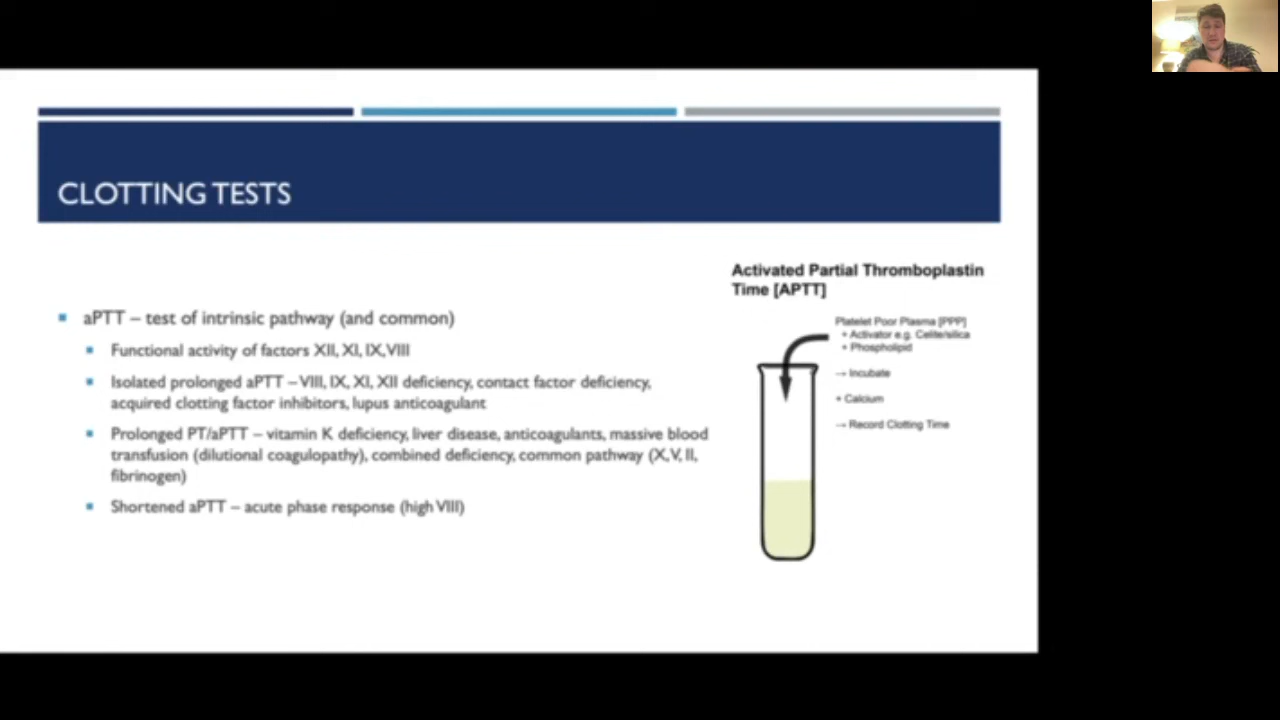 CLOTTING TESTS
aPTT – test of intrinsic pathway (and common)
Functional activity of factors XII, XI, IX, VIII
Isolated prolonged aPTT – VIII, IX, XI, XII deficiency, contact factor deficiency,
acquired clotting factor inhibitors, lupus anticoagulant
Prolonged PT/aPTT – vitamin K deficiency, liver disease, anticoagulants, massive blood
transfusion (dilutional coagulopathy), combined deficiency, common pathway (X, V, II,
fibrinogen)
Shortened aPTT – acute phase response (high VIII)
Activated Partial Thromboplastin
Time [APTT]
Platelet Poor Plasma [PPP]
+ Activator e.g. Celite/silica
+ Phospholipid
→ Incubate
+ Calcium
→ Record Clotting Time